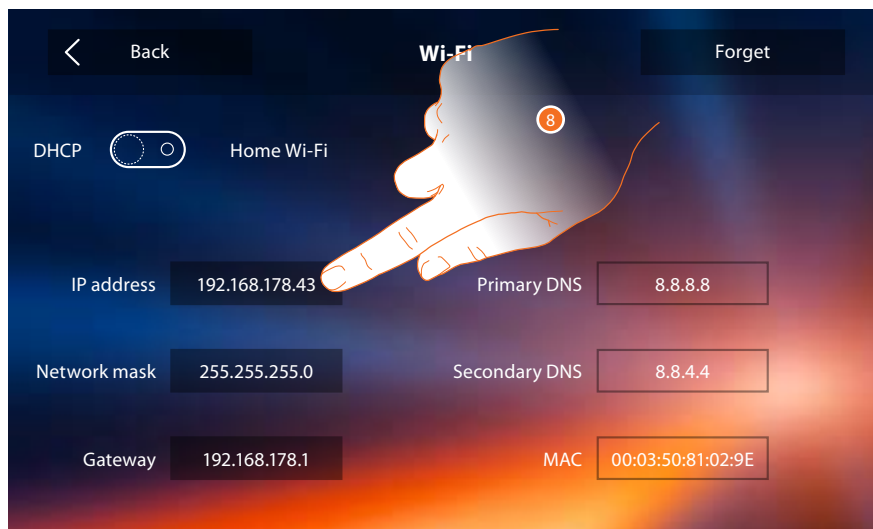 Back
Wi-Fi
Forget
8
DHCP
Home Wi-Fi
IP address 192.168.178.43
Primary DNS 8.8.8.8
Network mask 255.255.255.0
Secondary DNS 8.8.4.4
Gateway 192.168.178.1
MAC 00:03:50:81:02:9E